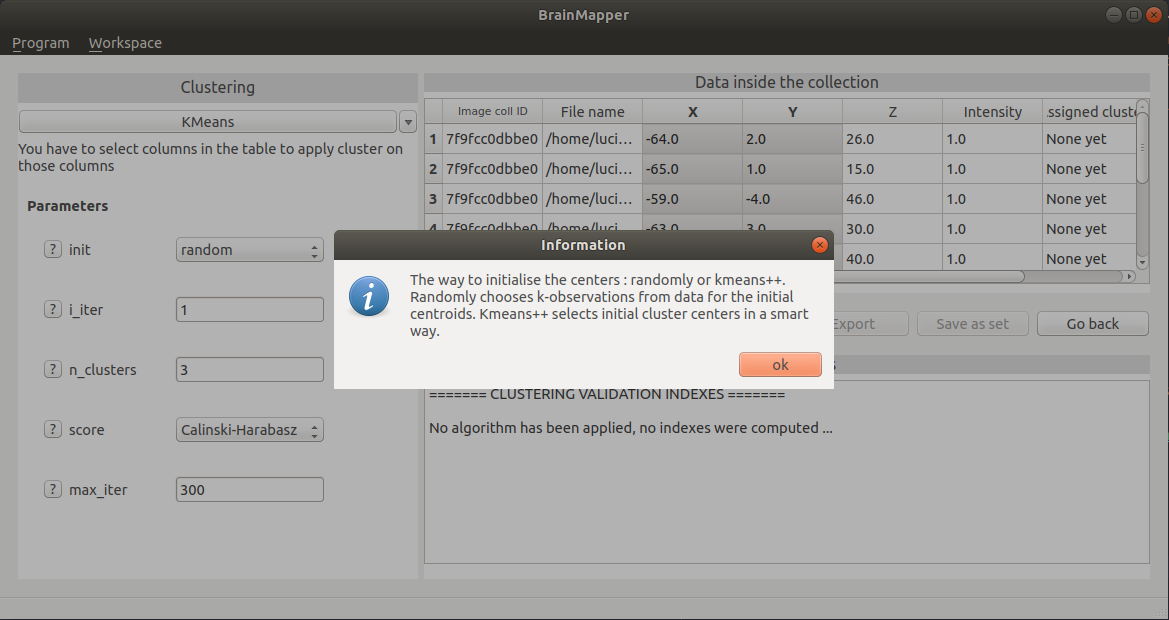 BrainMapper
Program Workspace
Clustering
KMeans
You have to select columns in the table to apply cluster on
those columns
Parameters
? init random
? i_iter 1
? n_clusters 3
? score Calinski-Harabasz
? max_iter 300
Data inside the collection
Image coll ID File name X Y Z Intensity ssigned cluste
1 7f9fcc0dbbe0 /home/luci... -64.0 2.0 26.0 1.0 None yet
2 7f9fcc0dbbe0 /home/luci... -65.0 1.0 15.0 1.0 None yet
3 7f9fcc0dbbe0 /home/luci... -59.0 -4.0 46.0 1.0 None yet
4 7f9fcc0dbbe0 /home/luci... -63.0 3.0 30.0 1.0 None yet
40.0 1.0 None yet
Information
The way to initialise the centers : randomly or kmeans++.
Randomly chooses k-observations from data for the initial
centroids. Kmeans++ selects initial cluster centers in a smart
way.
ok
Export Save as set Go back
======= CLUSTERING VALIDATION INDEXES =======
No algorithm has been applied, no indexes were computed ...